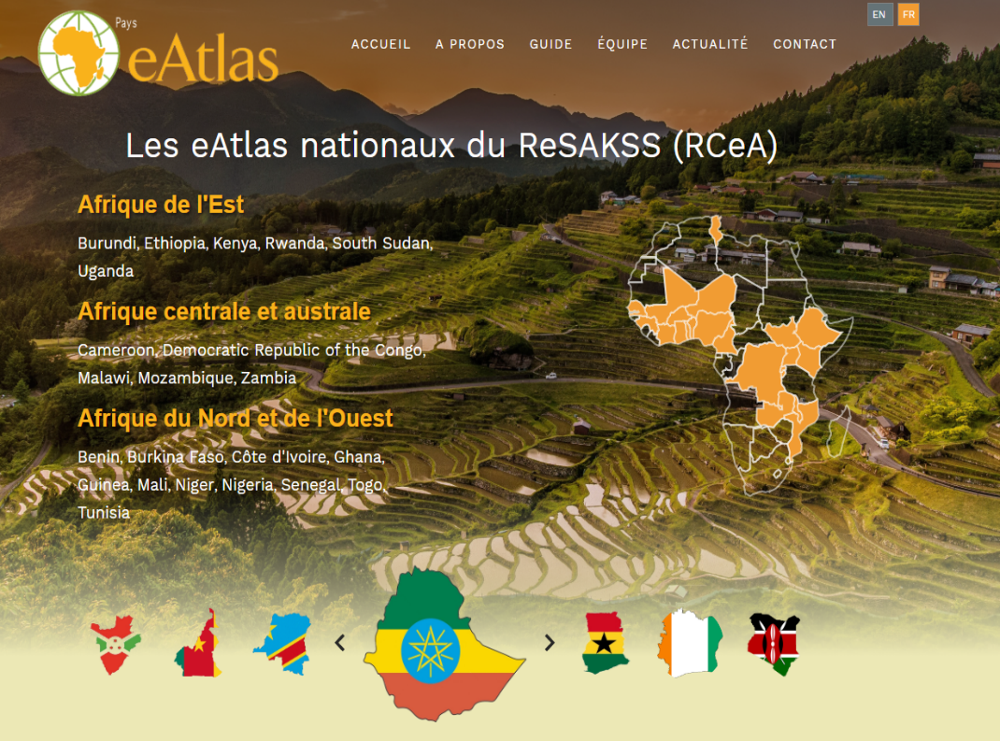 Pays
eAtlas
ACCUEIL A PROPOS GUIDE ÉQUIPE ACTUALITÉ CONTACT
EN FR
Les eAtlas nationaux du ReSAKSS (RCeA)
Afrique de l'Est
Burundi, Ethiopia, Kenya, Rwanda, South Sudan,
Uganda
Afrique centrale et australe
Cameroon, Democratic Republic of the Congo,
Malawi, Mozambique, Zambia
Afrique du Nord et de l'Ouest
Benin, Burkina Faso, Côte d'Ivoire, Ghana,
Guinea, Mali, Niger, Nigeria, Senegal, Togo,
Tunisia